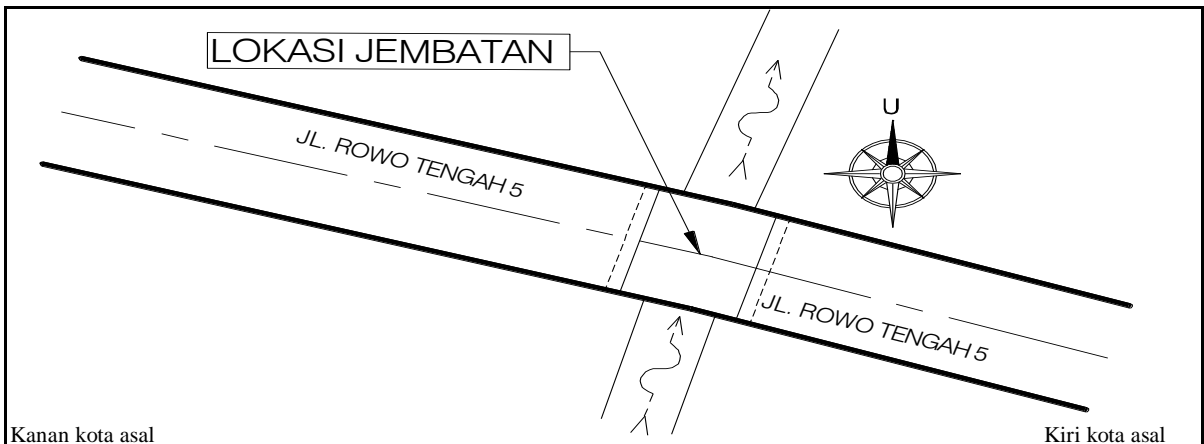 LOKASI JEMBATAN
U
JL. ROWO TENGAH 5
JL. ROWO TENGAH 5
Kanan kota asal
Kiri kota asal